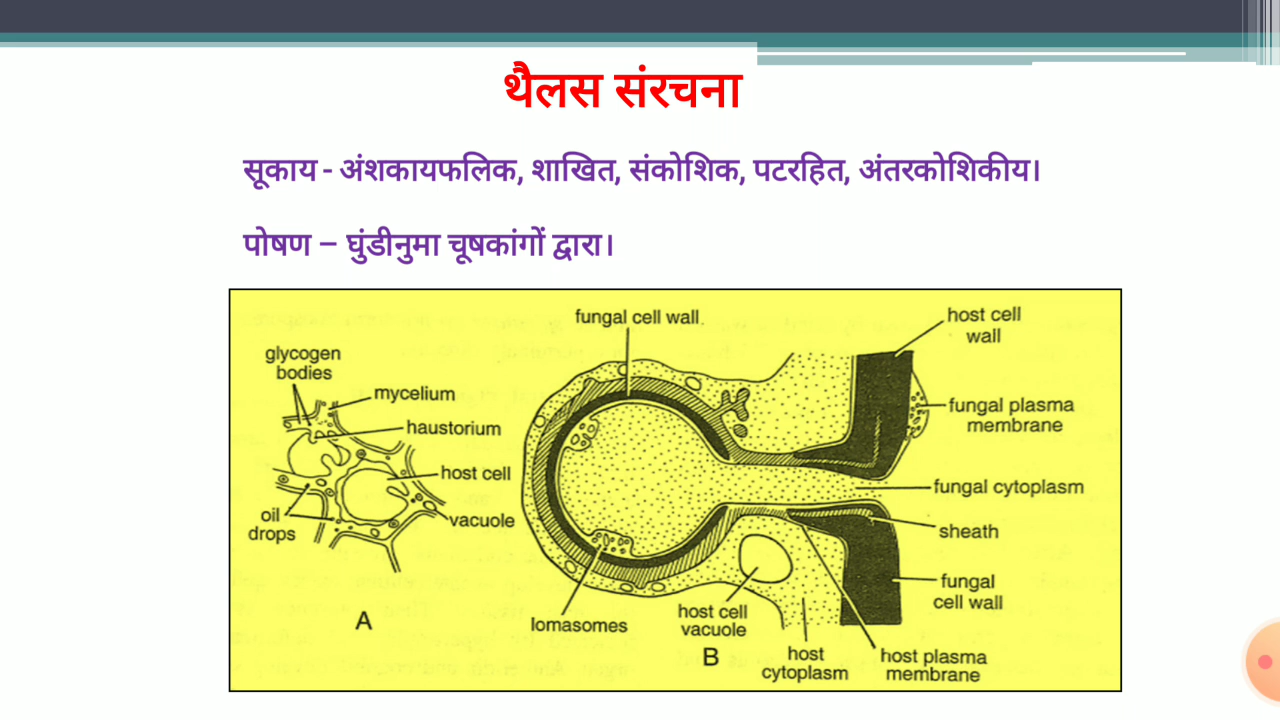 थैलस संरचना
सूकाय - अंशकायफलिक, शाखित, संकोशिक, पटरहित, अंतरकोशिकीय।
पोषण – घुंडीनुमा चूषकांगों द्वारा।
fungal cell wall
host cell
wall
glycogen
bodies
mycelium
haustorium
host cell
vacuole
oil
drops
A
fungal plasma
membrane
fungal cytoplasm
sheath
fungal
cell wall
lomasomes
host cell
vacuole
B
host
cytoplasm
host plasma
membrane